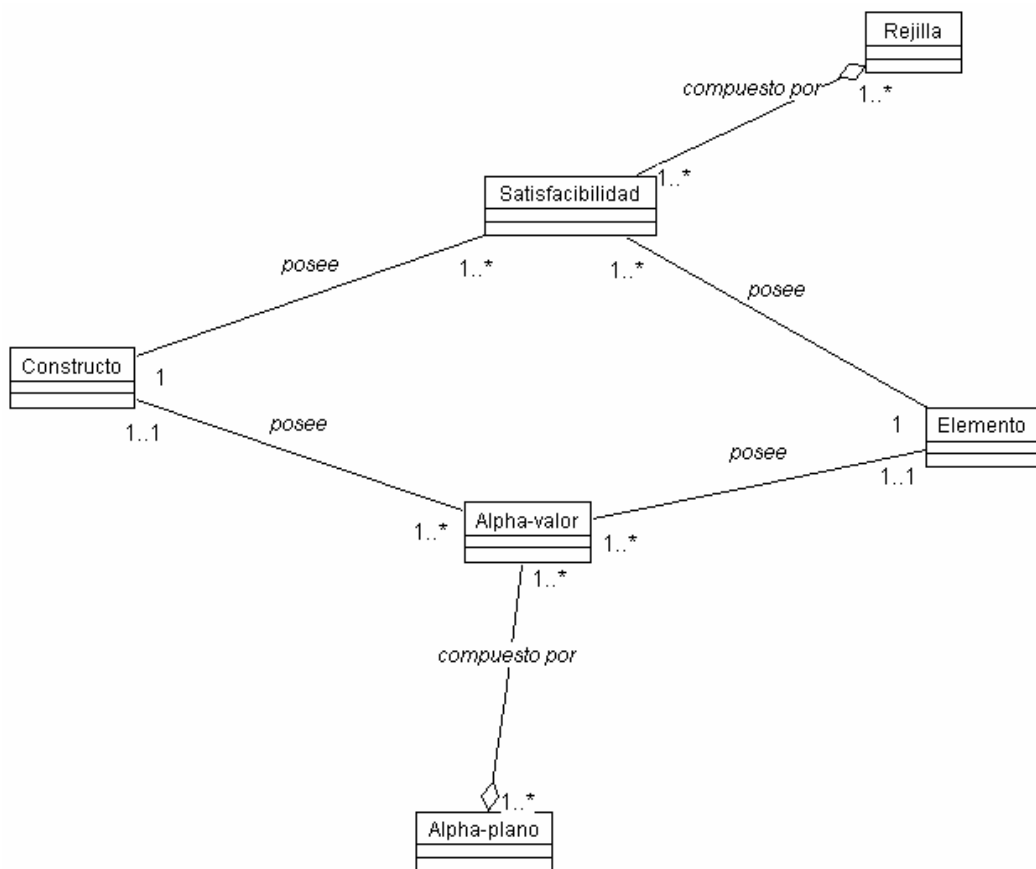 Rejilla
compuesto por
1..*
1..*
Satisfacibilidad
posee
1..*
1..*
posee
Constructo
1
1
Elemento
1..1
posee
posee
1..1
Alpha-valor
1..*
1..*
1..*
compuesto por
1..*
Alpha-plano